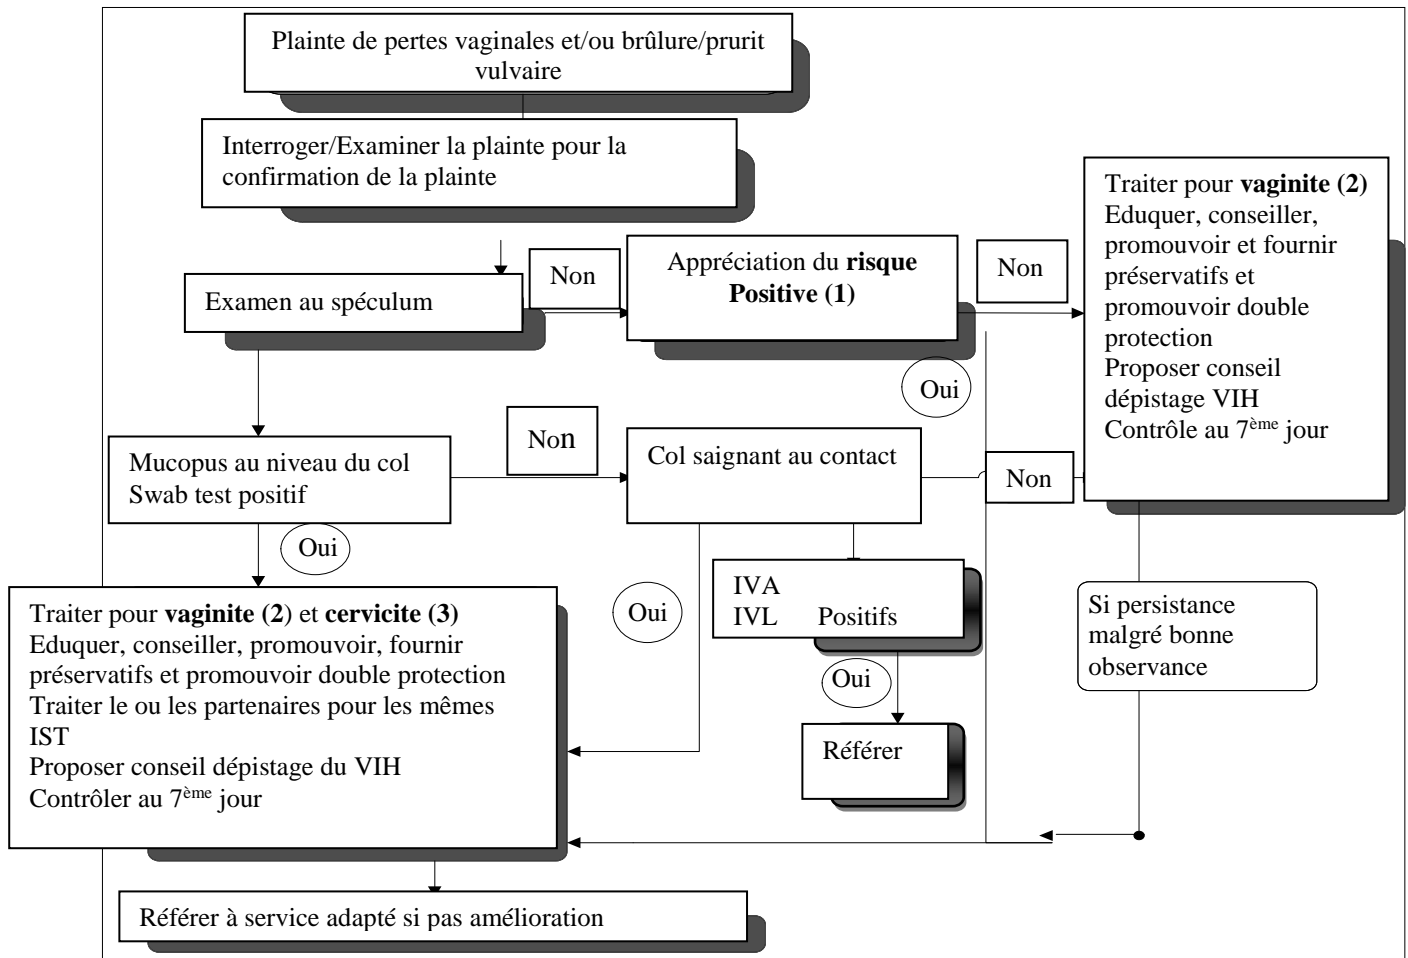 Plainte de pertes vaginales et/ou brûlure/prurit
vulvaire
Interroger/Examiner la plainte pour la
confirmation de la plainte
Examen au spéculum
Non
Appréciation du risque
Positive (1)
Non
Traiter pour vaginite (2)
Eduquer, conseiller,
promouvoir et fournir
préservatifs et
promouvoir double
protection
Proposer conseil
dépistage VIH
Contrôle au 7ème jour
Oui
Mucopus au niveau du col
Swab test positif
Non
Col saignant au contact
Non
Oui
Oui
IVA
IVL Positifs
Oui
Référer
Si persistance
malgré bonne
observance
Traiter pour vaginite (2) et cervicite (3)
Eduquer, conseiller, promouvoir, fournir
préservatifs et promouvoir double protection
Traiter le ou les partenaires pour les mêmes
IST
Proposer conseil dépistage du VIH
Contrôler au 7ème jour
Référer à service adapté si pas amélioration